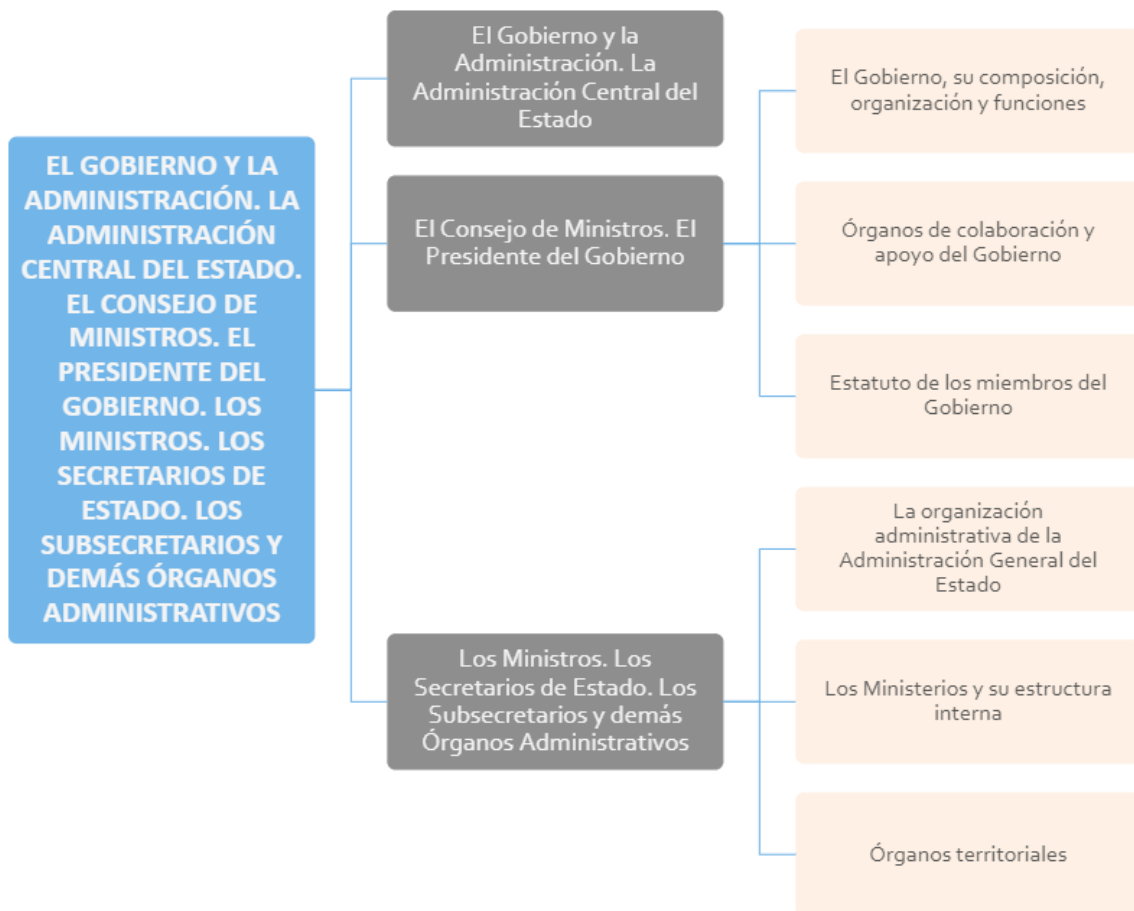 EL GOBIERNO Y LA
ADMINISTRACIÓN. LA
ADMINISTRACIÓN
CENTRAL DEL ESTADO.
EL CONSEJO DE
MINISTROS. EL
PRESIDENTE DEL
GOBIERNO. LOS
MINISTROS. LOS
SECRETARIOS DE
ESTADO. LOS
SUBSECRETARIOS Y
DEMÁS ÓRGANOS
ADMINISTRATIVOS
El Gobierno y la
Administración. La
Administración Central del
Estado
El Consejo de Ministros. El
Presidente del Gobierno
El Gobierno, su composición,
organización y funciones
Órganos de colaboración y
apoyo del Gobierno
Estatuto de los miembros del
Gobierno
Los Ministros. Los
Secretarios de Estado. Los
Subsecretarios y demás
Órganos Administrativos
La organización
administrativa de la
Administración General del
Estado
Los Ministerios y su estructura
interna
Órganos territoriales